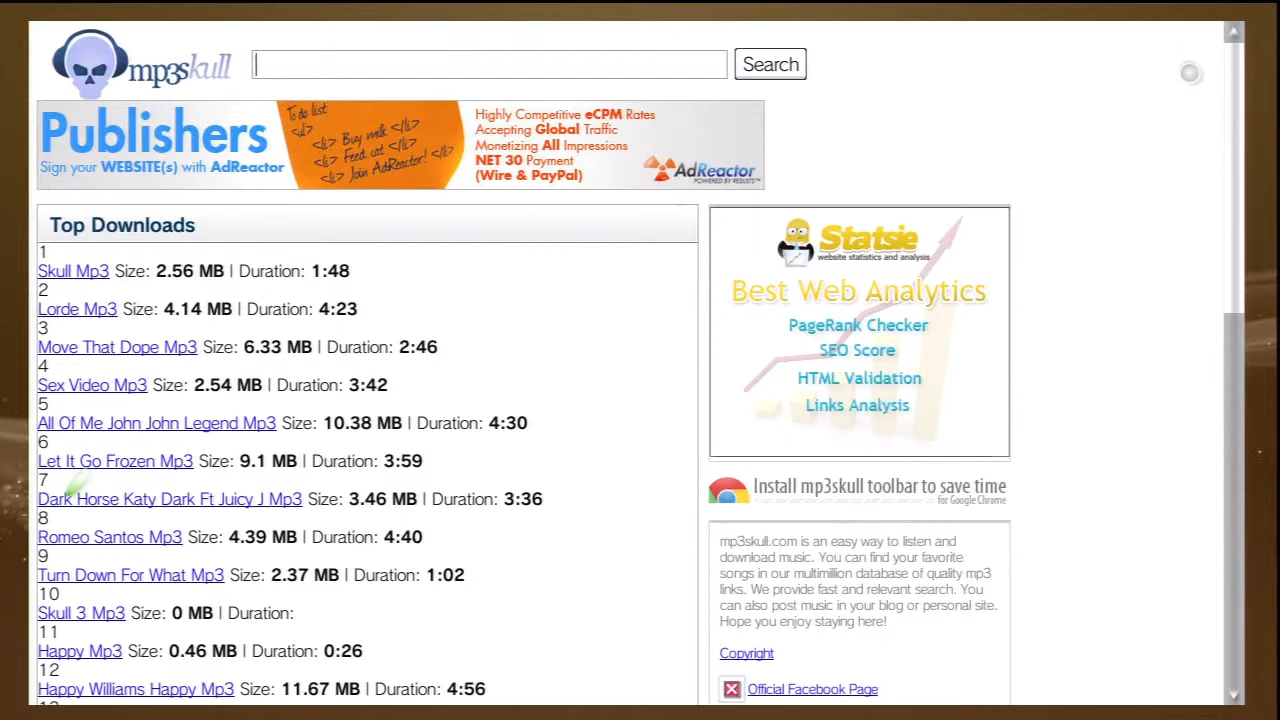 mp3skull
Search
Publishers
Sign your WEBSITE(s) with AdReactor
To do list
<ul>
<li> Buy milk </li>
<li> Feed cat </li>
<li> Join AdReactor! </li>
Highly Competitive eCPM Rates
Accepting Global Traffic
Monetizing All Impressions
NET 30 Payment
(Wire & PayPal)
AdReactor
POWERED BY RESULTS™
Top Downloads
1
Skull Mp3 Size: 2.56 MB | Duration: 1:48
2
Lorde Mp3 Size: 4.14 MB | Duration: 4:23
3
Move That Dope Mp3 Size: 6.33 MB | Duration: 2:46
4
Sex Video Mp3 Size: 2.54 MB | Duration: 3:42
5
All Of Me John John Legend Mp3 Size: 10.38 MB | Duration: 4:30
6
Let It Go Frozen Mp3 Size: 9.1 MB | Duration: 3:59
7
Dark Horse Katy Dark Ft Juicy J Mp3 Size: 3.46 MB | Duration: 3:36
8
Romeo Santos Mp3 Size: 4.39 MB | Duration: 4:40
9
Turn Down For What Mp3 Size: 2.37 MB | Duration: 1:02
10
Skull 3 Mp3 Size: 0 MB | Duration:
11
Happy Mp3 Size: 0.46 MB | Duration: 0:26
12
Happy Williams Happy Mp3 Size: 11.67 MB | Duration: 4:56
Statsie
website statistics and analysis
Best Web Analytics
PageRank Checker
SEO Score
HTML Validation
Links Analysis
Install mp3skull toolbar to save time
for Google Chrome
mp3skull.com is an easy way to listen and
download music. You can find your favorite
songs in our multimillion database of quality mp3
links. We provide fast and relevant search. You
can also post music in your blog or personal site.
Hope you enjoy staying here!
Copyright
Official Facebook Page